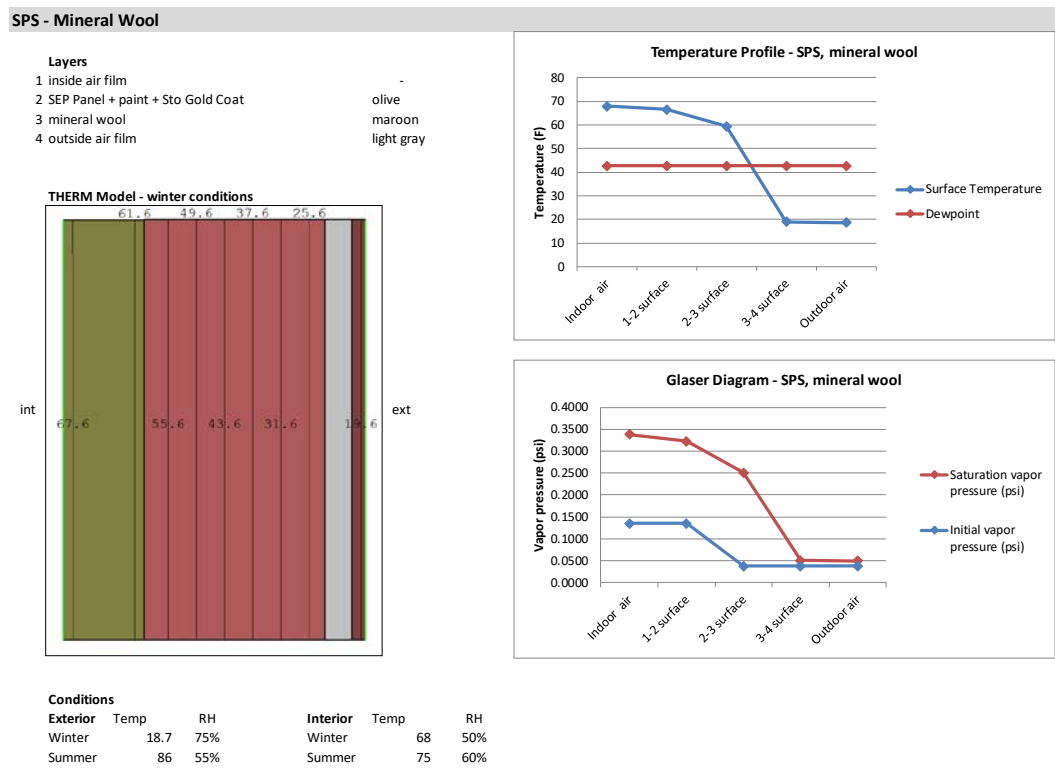 SPS - Mineral Wool
Layers
1 inside air film -
2 SEP Panel + paint + Sto Gold Coat olive
3 mineral wool maroon
4 outside air film light gray
THERM Model - winter conditions
61.6 49.6 37.6 25.6
int
67.6 55.6 43.6 31.6 19.6
ext
Temperature Profile - SPS, mineral wool
Temperature (F)
80
70
60
50
40
30
20
10
0
Indoor air
1-2 surface
2-3 surface
3-4 surface
Outdoor air
Surface Temperature
Dewpoint
Glaser Diagram - SPS, mineral wool
Vapor pressure (psi)
0.4000
0.3500
0.3000
0.2500
0.2000
0.1500
0.1000
0.0500
0.0000
Indoor air
1-2 surface
2-3 surface
3-4 surface
Outdoor air
Saturation vapor
pressure (psi)
Initial vapor
pressure (psi)
Conditions
Exterior Temp RH Interior Temp RH
Winter 18.7 75% Winter 68 50%
Summer 86 55% Summer 75 60%